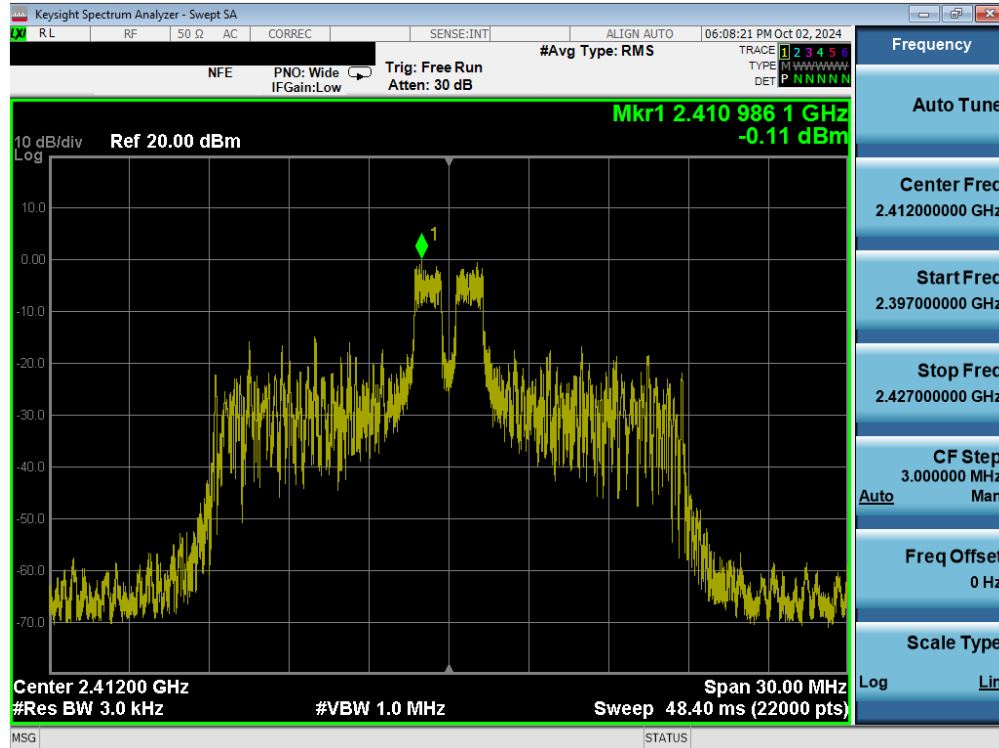 Keysight Spectrum Analyzer - Swept SA
LXI RL RF 50 Ω AC CORREC SENSE:INT ALIGN AUTO 06:08:21 PM Oct 02, 2024
#Avg Type: RMS
TRACE 1 2 3 4 5 6
TYPE M W W W W W
DET P N N N N N
NFE PNO: Wide Trig: Free Run
IFGain:Low Atten: 30 dB
Mkr1 2.410 986 1 GHz
-0.11 dBm
10 dB/div Ref 20.00 dBm
Log
1
10.0
0.00
-10.0
-20.0
-30.0
-40.0
-50.0
-60.0
-70.0
Center 2.41200 GHz Span 30.00 MHz
#Res BW 3.0 kHz #VBW 1.0 MHz Sweep 48.40 ms (22000 pts)
MSG STATUS
Frequency
Auto Tune
Center Freq
2.412000000 GHz
Start Freq
2.397000000 GHz
Stop Freq
2.427000000 GHz
CF Step
3.000000 MHz
Auto Man
Freq Offset
0 Hz
Scale Type
Log Lin